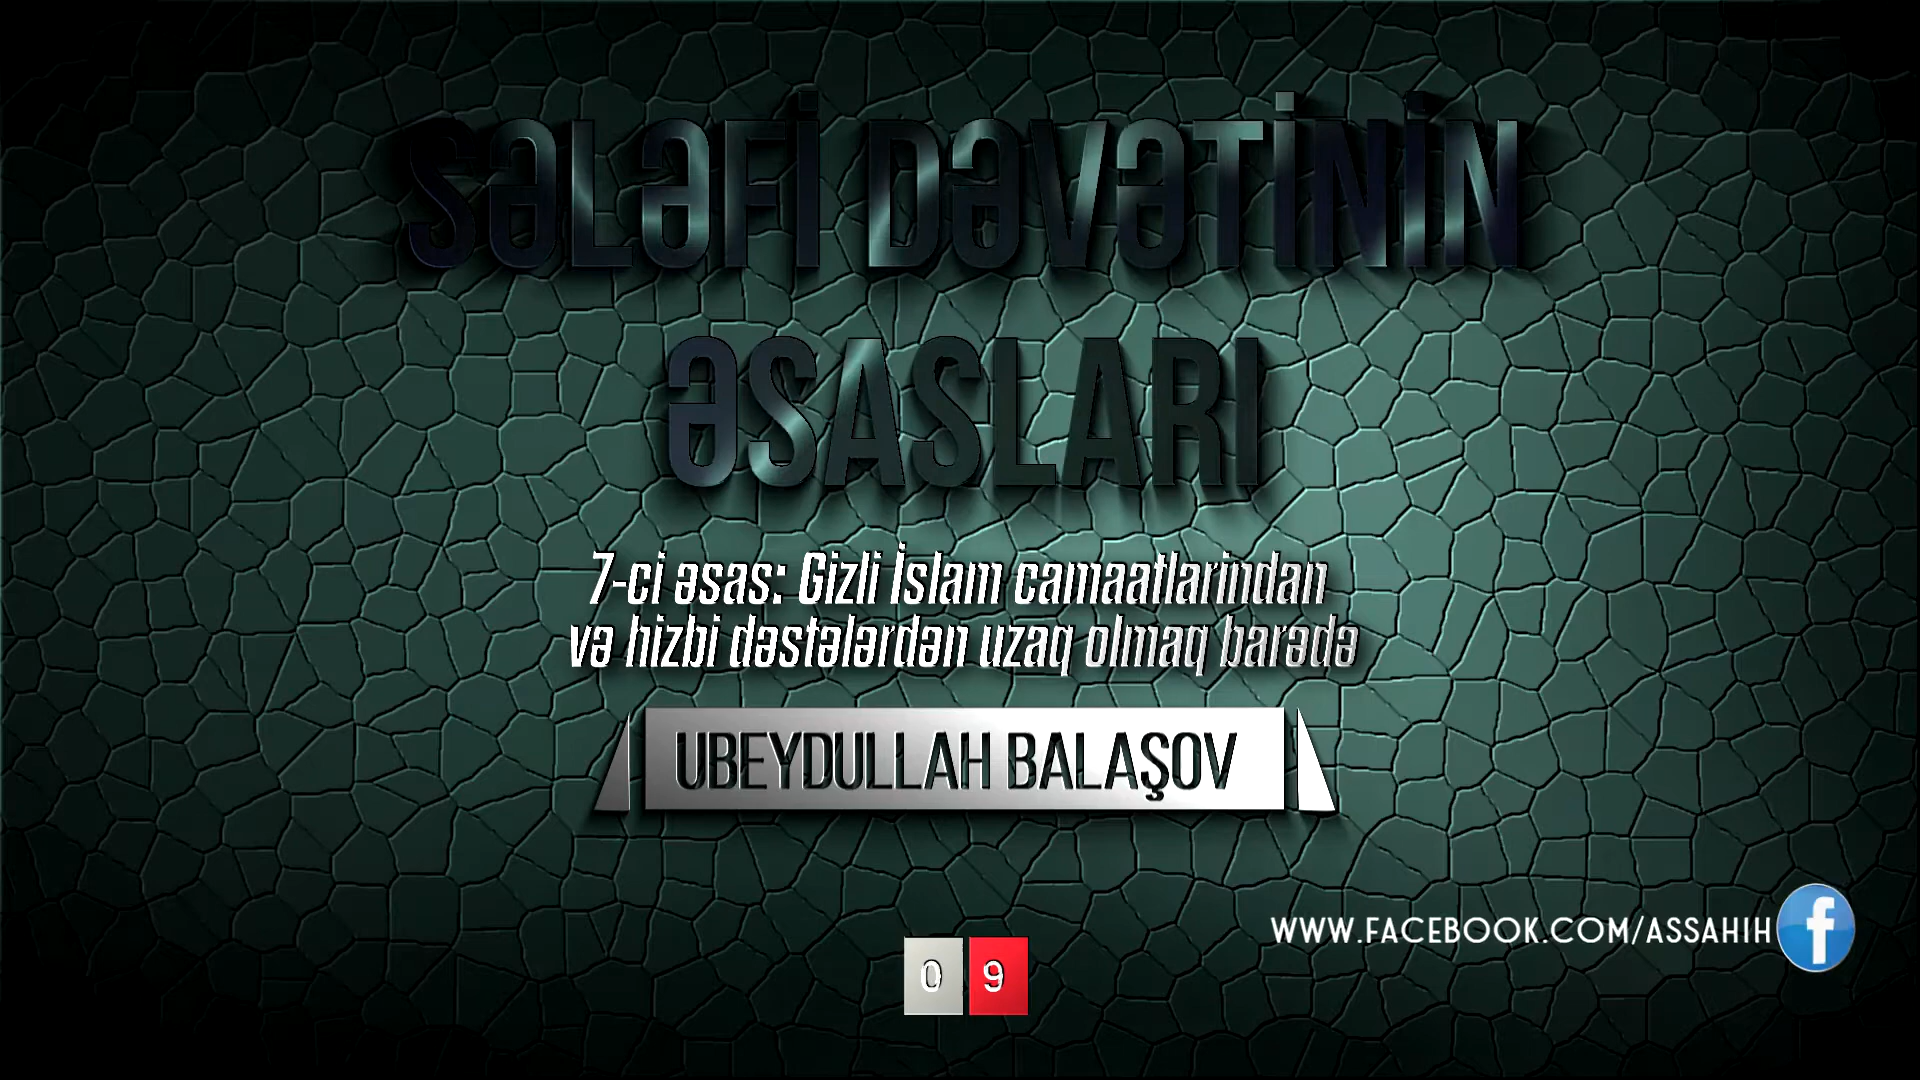 SƏLƏFİ DƏVƏTİNİN
ƏSASLARI
7-ci əsas: Gizli İslam camaatlarindan
və hizbi dəstələrdən uzaq olmaq barədə
UBEYDULLAH BALAŞOV
WWW.FACEBOOK.COM/ASSAHIH f
0 9